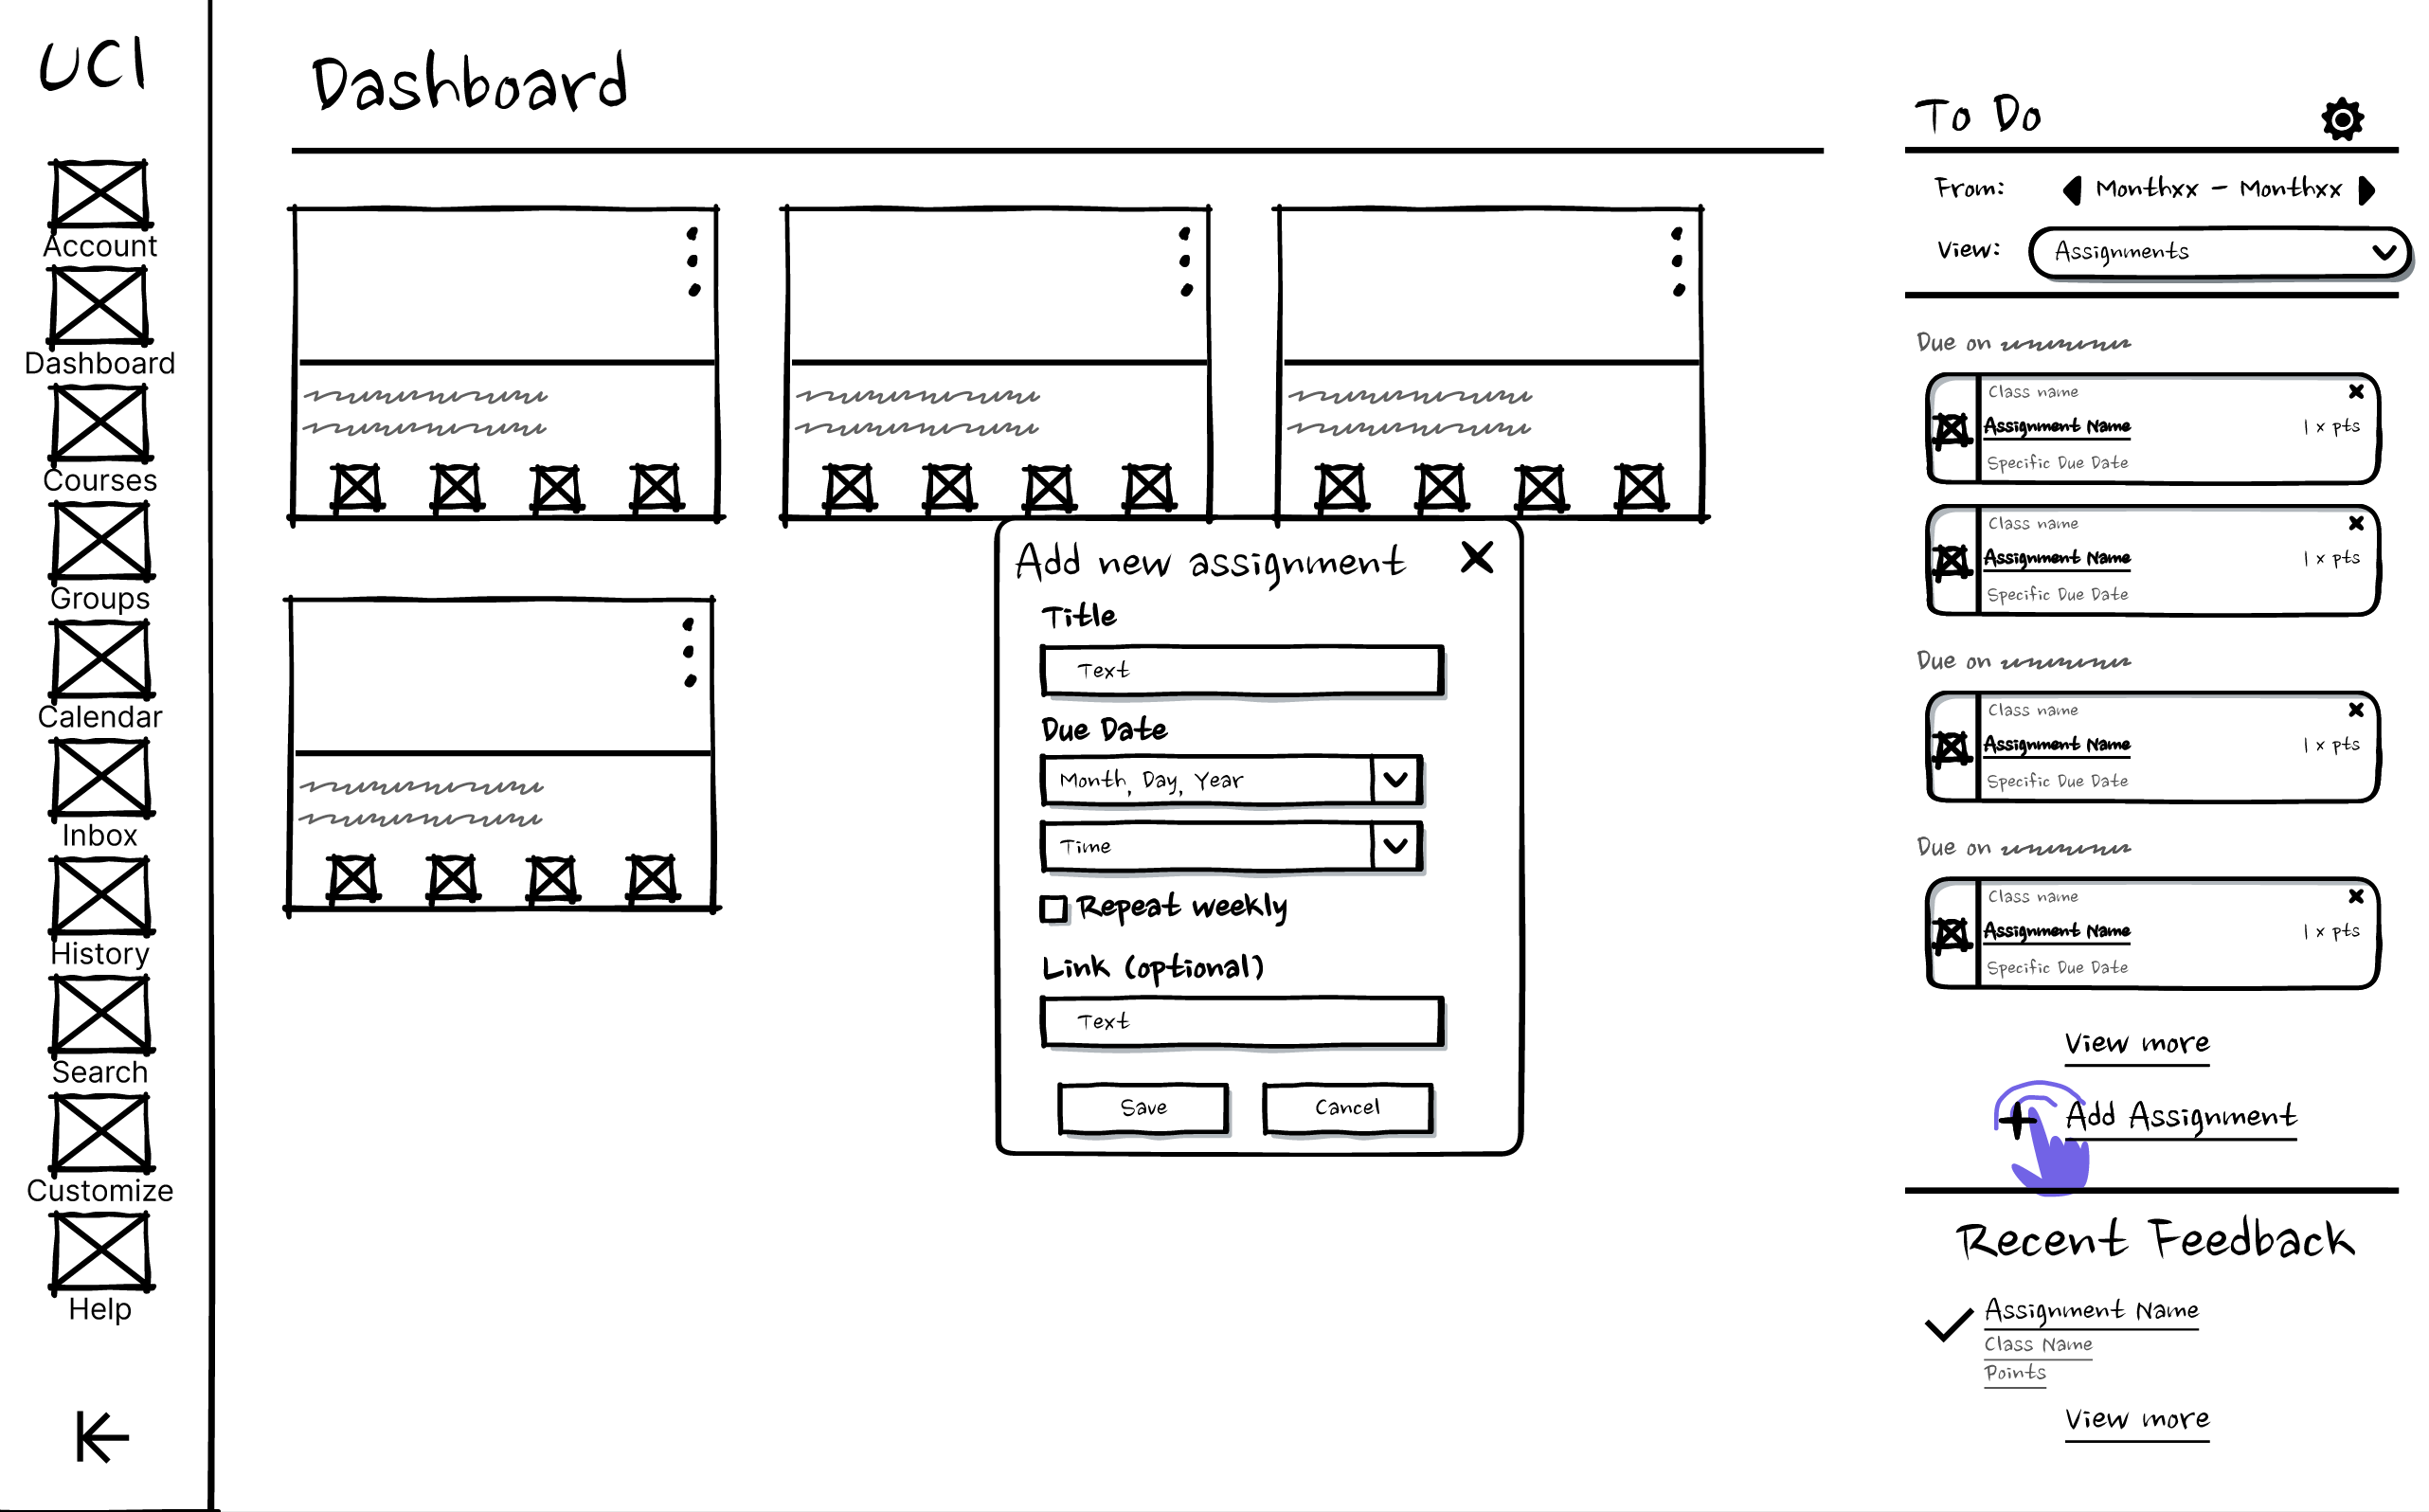 UCI
Account
Dashboard
Courses
Groups
Calendar
Inbox
History
Search
Customize
Help
Dashboard
Add new assignment
Title
Text
Due Date
Month, Day, Year
Time
Repeat weekly
Link (optional)
Text
Save Cancel
To Do
From: Monthxx - Monthxx
View: Assignments
Due on
Class name
Assignment Name 1x pts
Specific Due Date
Class name
Assignment Name 1x pts
Specific Due Date
Due on
Class name
Assignment Name 1x pts
Specific Due Date
Due on
Class name
Assignment Name 1x pts
Specific Due Date
View more
+ Add Assignment
Recent Feedback
Assignment Name
Class Name
Points
View more